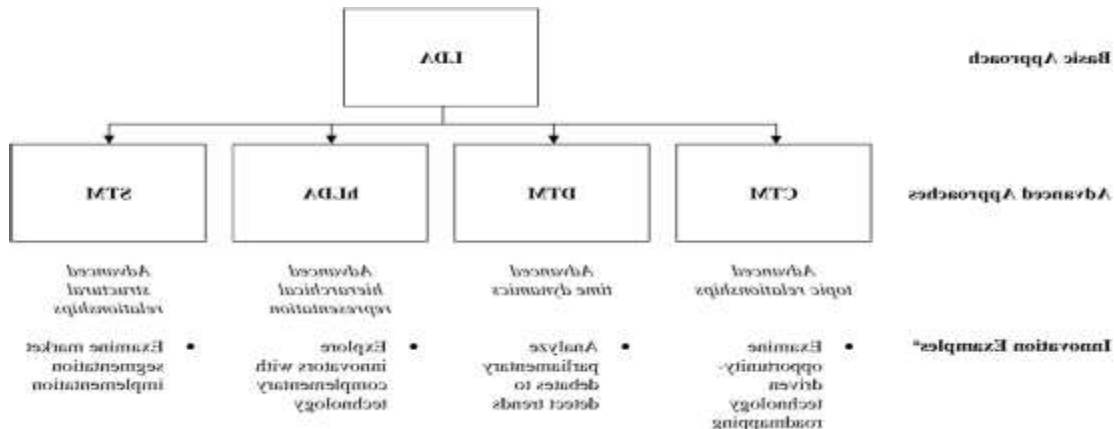 Basic Approach
LDA
Advanced Approaches
CTM
DTM
hLDA
STM
Advanced
topic relationships
Advanced
time dynamics
Advanced
hierarchical
representation
Advanced
structural
relationships
Innovation Examplesᵃ
• Examine
opportunity-
driven
technology
roadmapping
• Analyze
parliamentary
debates to
detect trends
• Explore
innovators with
complementary
technology
• Examine market
segmentation
implementation